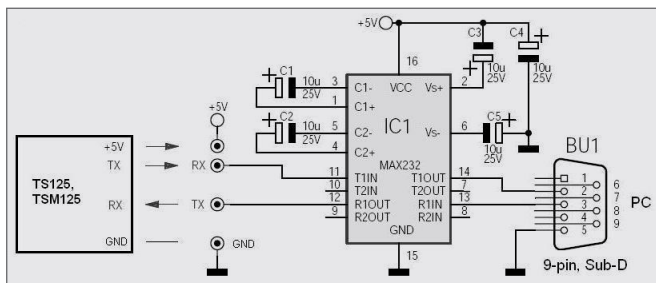 +5V
C3
C4
10u
25V
10u
25V
16
VCC
C1
10u
25V
3
C1-
1
C1+
Vs+
2
C2
10u
25V
5
C2-
4
C2+
IC1
Vs-
6
C5
10u
25V
MAX232
+5V
TS125,
TSM125
+5V
TX
RX
GND
RX
TX
GND
11
T1IN
T1OUT
14
10
T2IN
T2OUT
7
12
R1OUT
R1IN
13
9
R2OUT
R2IN
8
GND
15
BU1
1
6
2
7
3
8
4
9
5
PC
9-pin, Sub-D